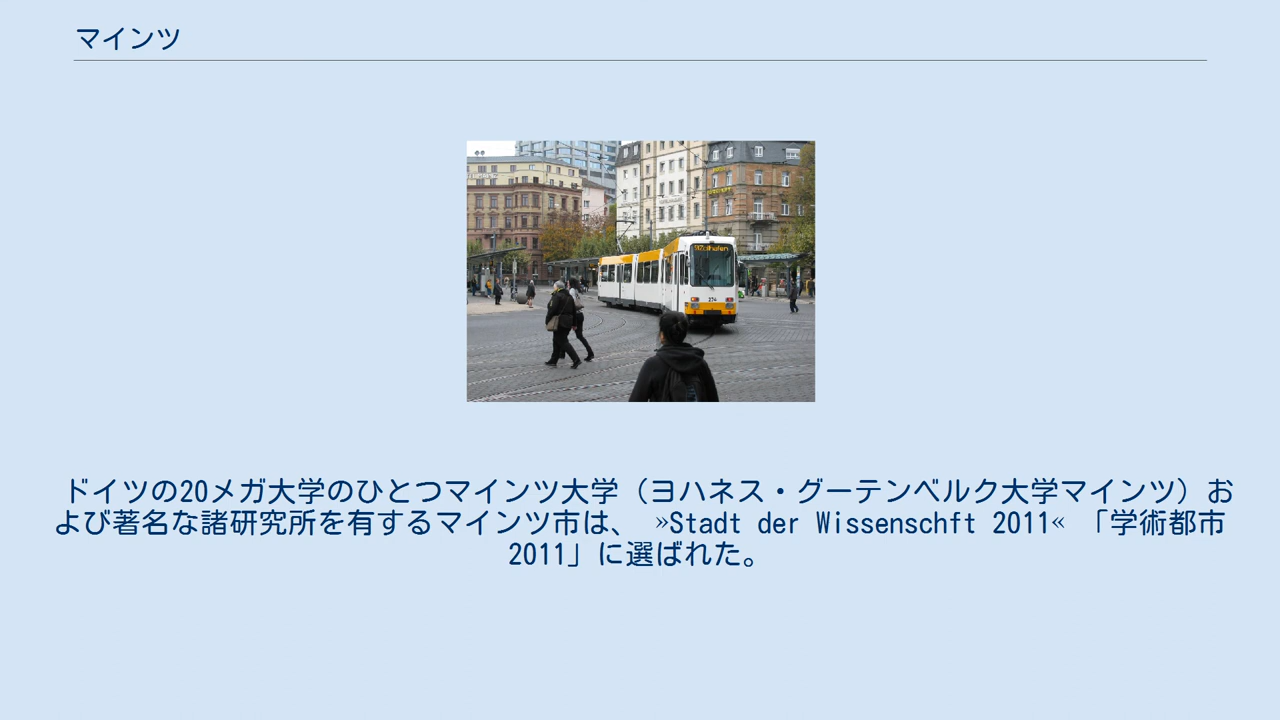 マインツ
Zollhafen
274
ドイツの20メガ大学のひとつマインツ大学（ヨハネス・グーテンベルク大学マインツ）お
よび著名な諸研究所を有するマインツ市は、 »Stadt der Wissenschft 2011« 「学術都市
2011」に選ばれた。